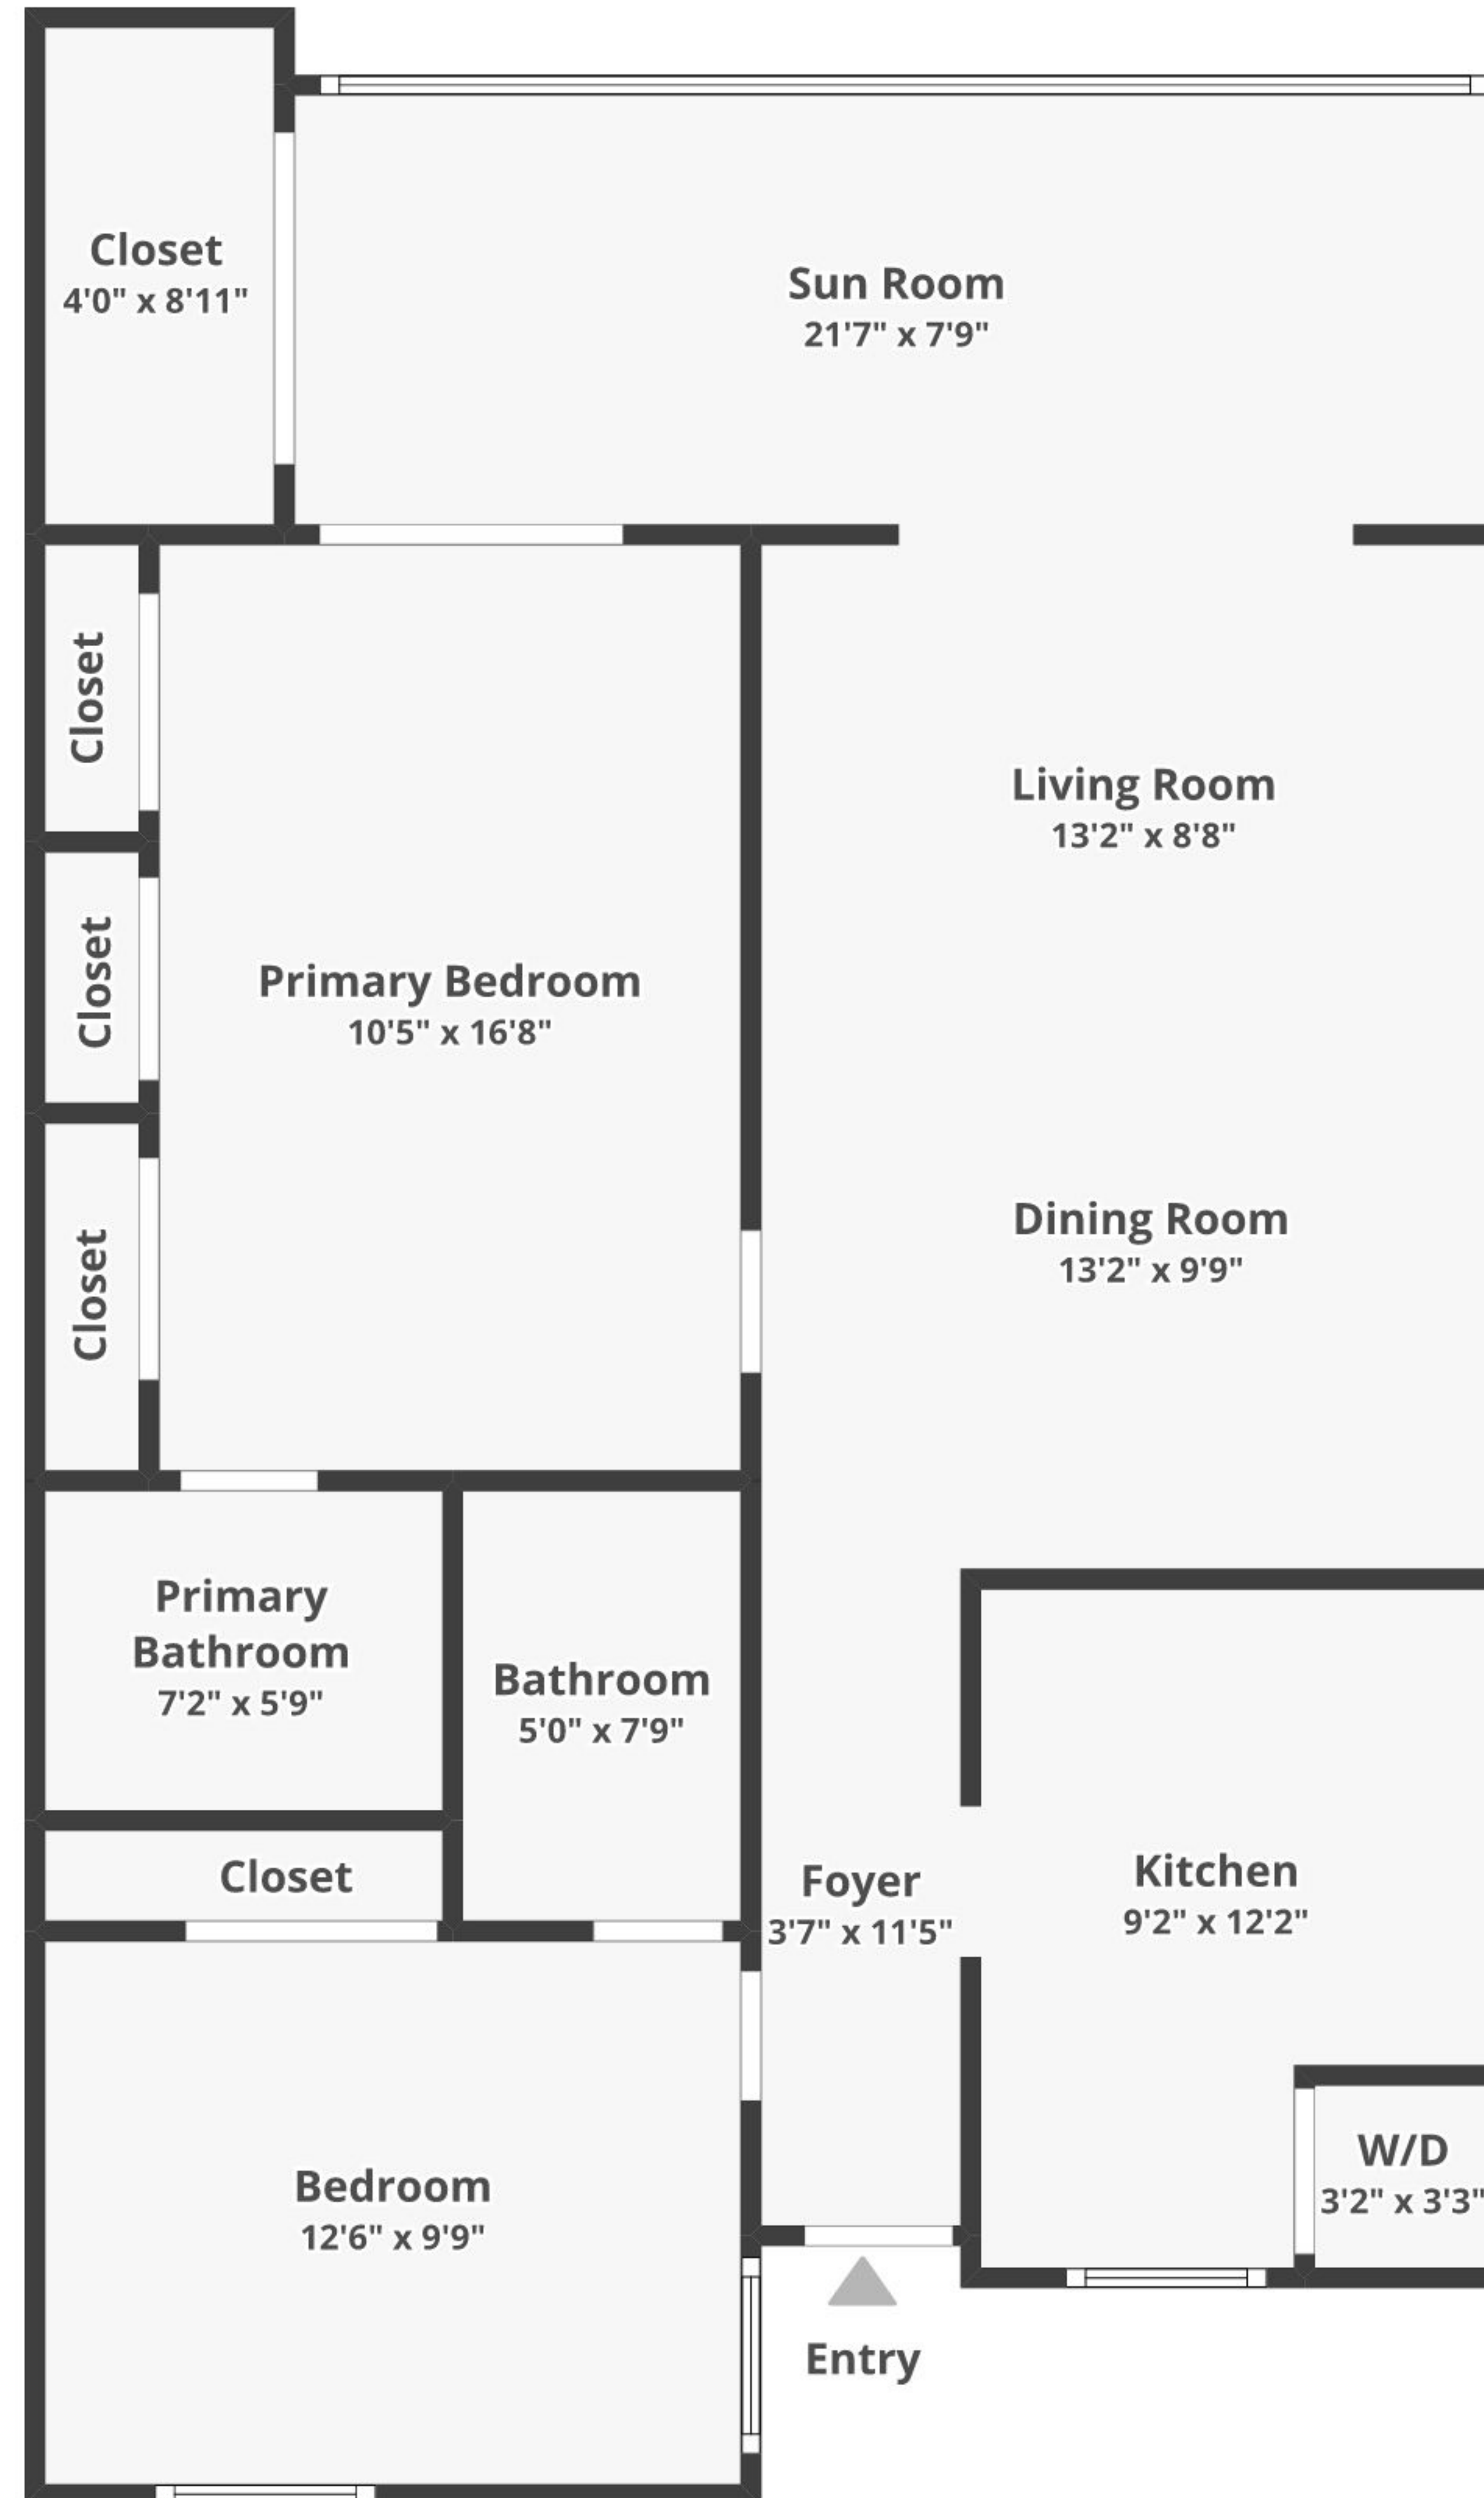 Closet
4'0" x 8'11"
Sun Room
21'7" x 7'9"
Closet
Living Room
13'2" x 8'8"
Closet
Primary Bedroom
10'5" x 16'8"
Dining Room
13'2" x 9'9"
Closet
Primary
Bathroom
7'2" x 5'9"
Bathroom
5'0" x 7'9"
Closet
Foyer
3'7" x 11'5"
Kitchen
9'2" x 12'2"
W/D
3'2" x 3'3"
Bedroom
12'6" x 9'9"
Entry